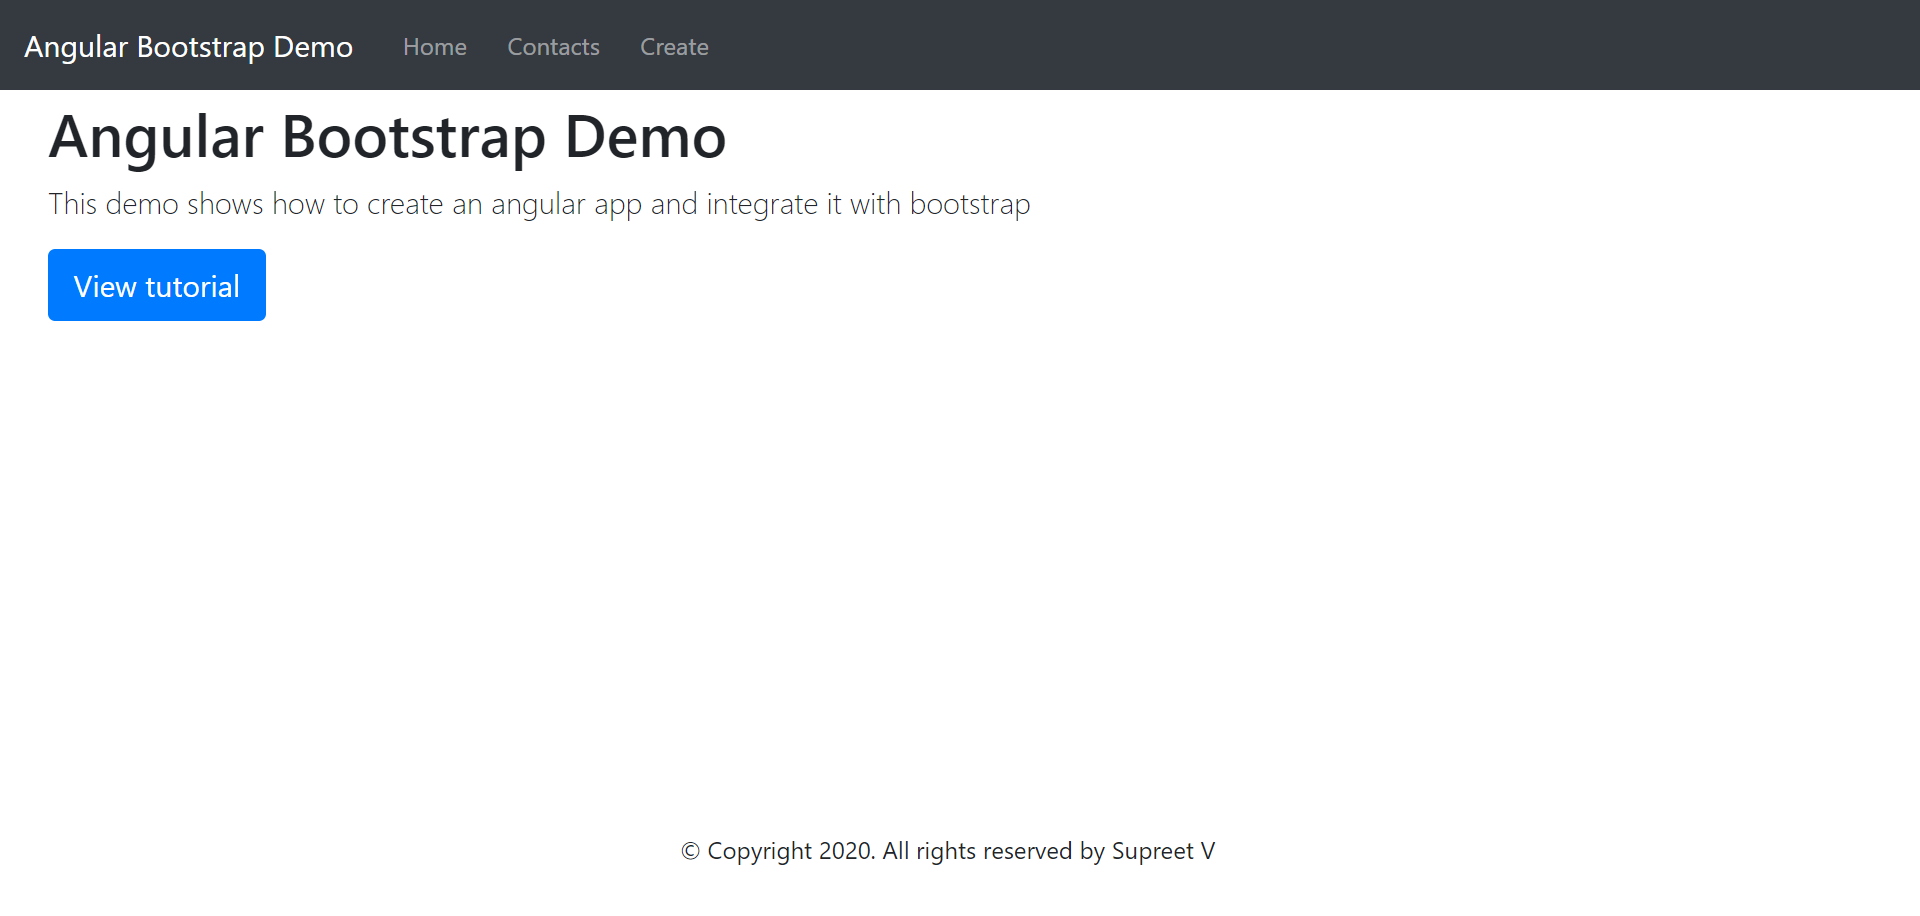 Angular Bootstrap Demo Home Contacts Create
Angular Bootstrap Demo
This demo shows how to create an angular app and integrate it with bootstrap
View tutorial
© Copyright 2020. All rights reserved by Supreet V